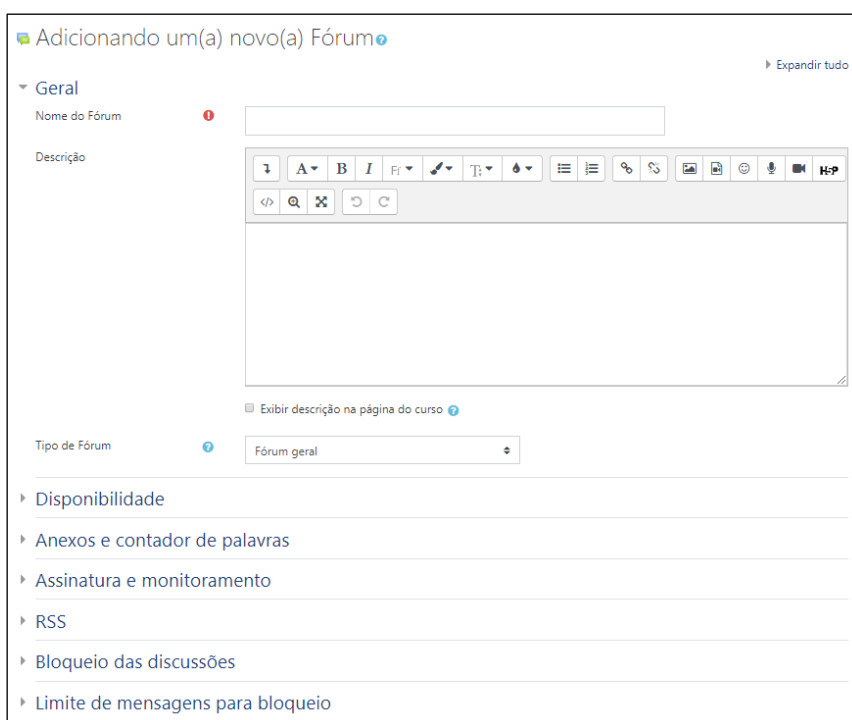 Adicionando um(a) novo(a) Fórum
Expandir tudo
Geral
Nome do Fórum
Descrição
A B I Ff T H5P
Exibir descrição na página do curso
Tipo de Fórum Fórum geral
Disponibilidade
Anexos e contador de palavras
Assinatura e monitoramento
RSS
Bloqueio das discussões
Limite de mensagens para bloqueio